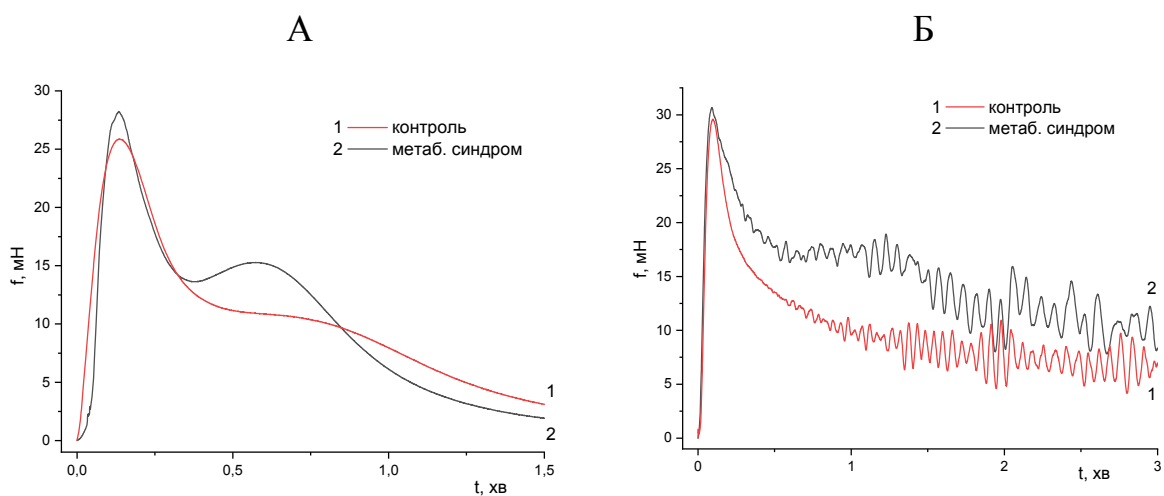 А
30
25
20
15
10
5
0
f, мН
1 контроль
2 метаб. синдром
1
2
0,0 0,5 1,0 1,5
t, хв
Б
30
25
20
15
10
5
0
f, мН
1 контроль
2 метаб. синдром
2
1
0 1 2 3
t, хв